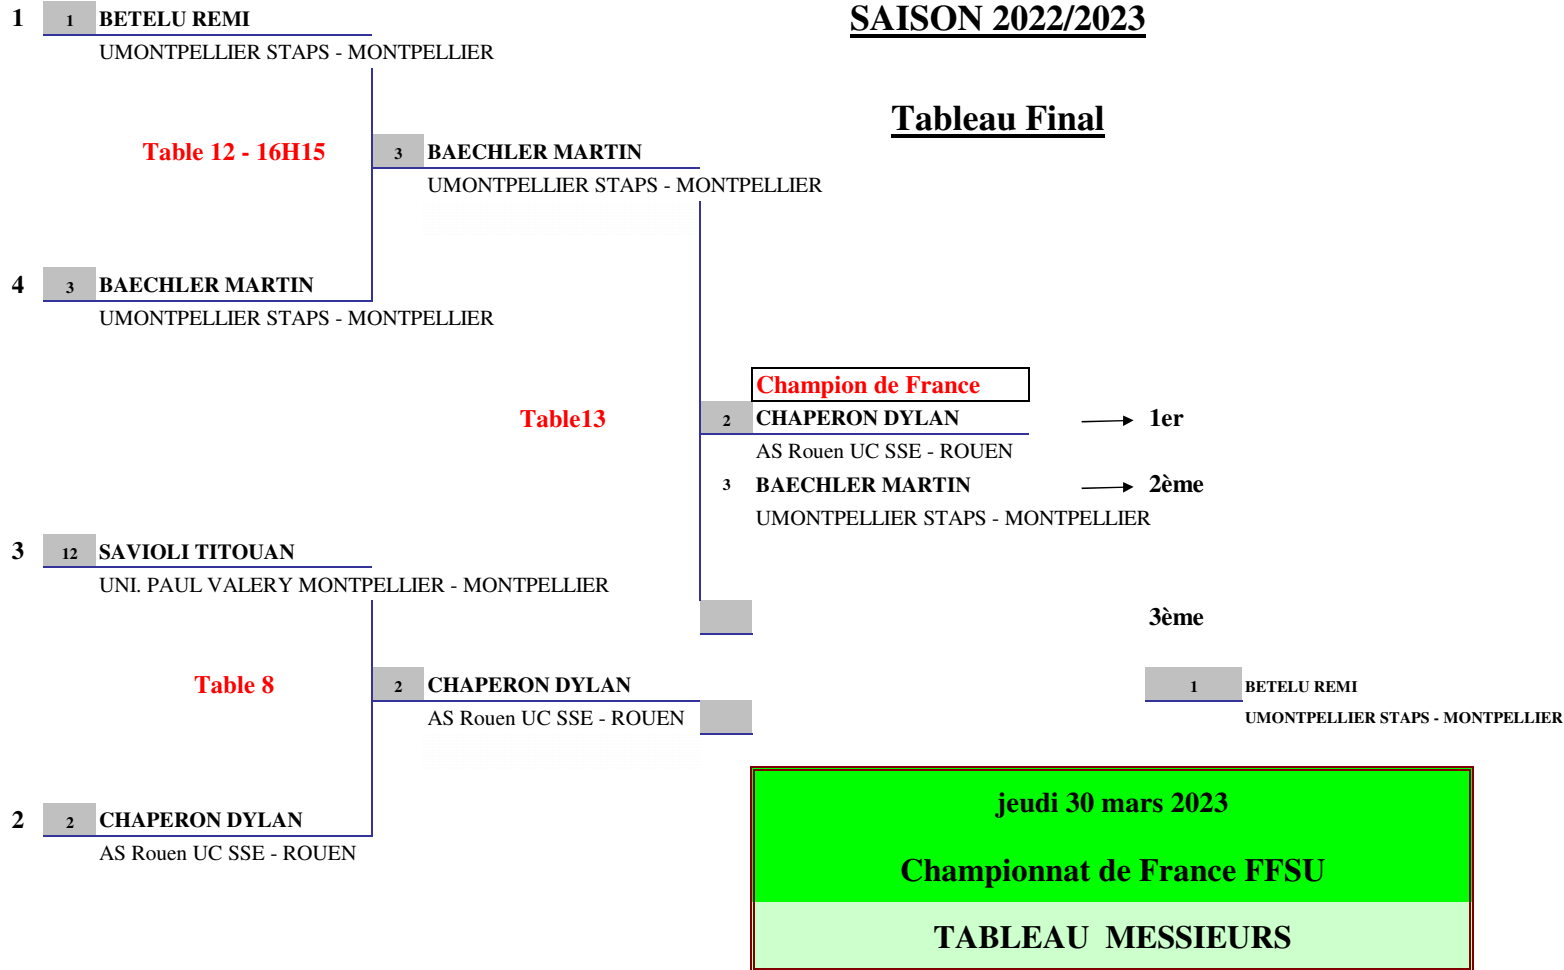 1 1 BETELU REMI
SAISON 2022/2023
UMONTPELLIER STAPS - MONTPELLIER
Tableau Final
Table 12 - 16H15
3 BAECHLER MARTIN
UMONTPELLIER STAPS - MONTPELLIER
4 3 BAECHLER MARTIN
UMONTPELLIER STAPS - MONTPELLIER
Champion de France
Table13
2 CHAPERON DYLAN 1er
AS Rouen UC SSE - ROUEN
3 BAECHLER MARTIN 2ème
UMONTPELLIER STAPS - MONTPELLIER
3 12 SAVIOLI TITOUAN
UNI. PAUL VALERY MONTPELLIER - MONTPELLIER
3ème
Table 8
2 CHAPERON DYLAN
AS Rouen UC SSE - ROUEN
1 BETELU REMI
UMONTPELLIER STAPS - MONTPELLIER
2 2 CHAPERON DYLAN
AS Rouen UC SSE - ROUEN
jeudi 30 mars 2023
Championnat de France FFSU
TABLEAU MESSIEURS